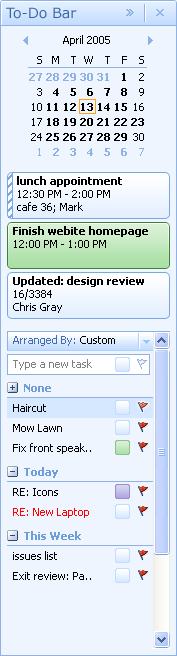 To-Do Bar
April 2005
S M T W T F S
27 28 29 30 31 1 2
3 4 5 6 7 8 9
10 11 12 13 14 15 16
17 18 19 20 21 22 23
24 25 26 27 28 29 30
1 2 3 4 5 6 7
lunch appointment
12:30 PM - 2:00 PM
cafe 36; Mark
Finish webite homepage
12:00 PM - 1:00 PM
Updated: design review
16/3384
Chris Gray
Arranged By: Custom
Type a new task
None
Haircut
Mow Lawn
Fix front speak..
Today
RE: Icons
RE: New Laptop
This Week
issues list
Exit review: Pa..